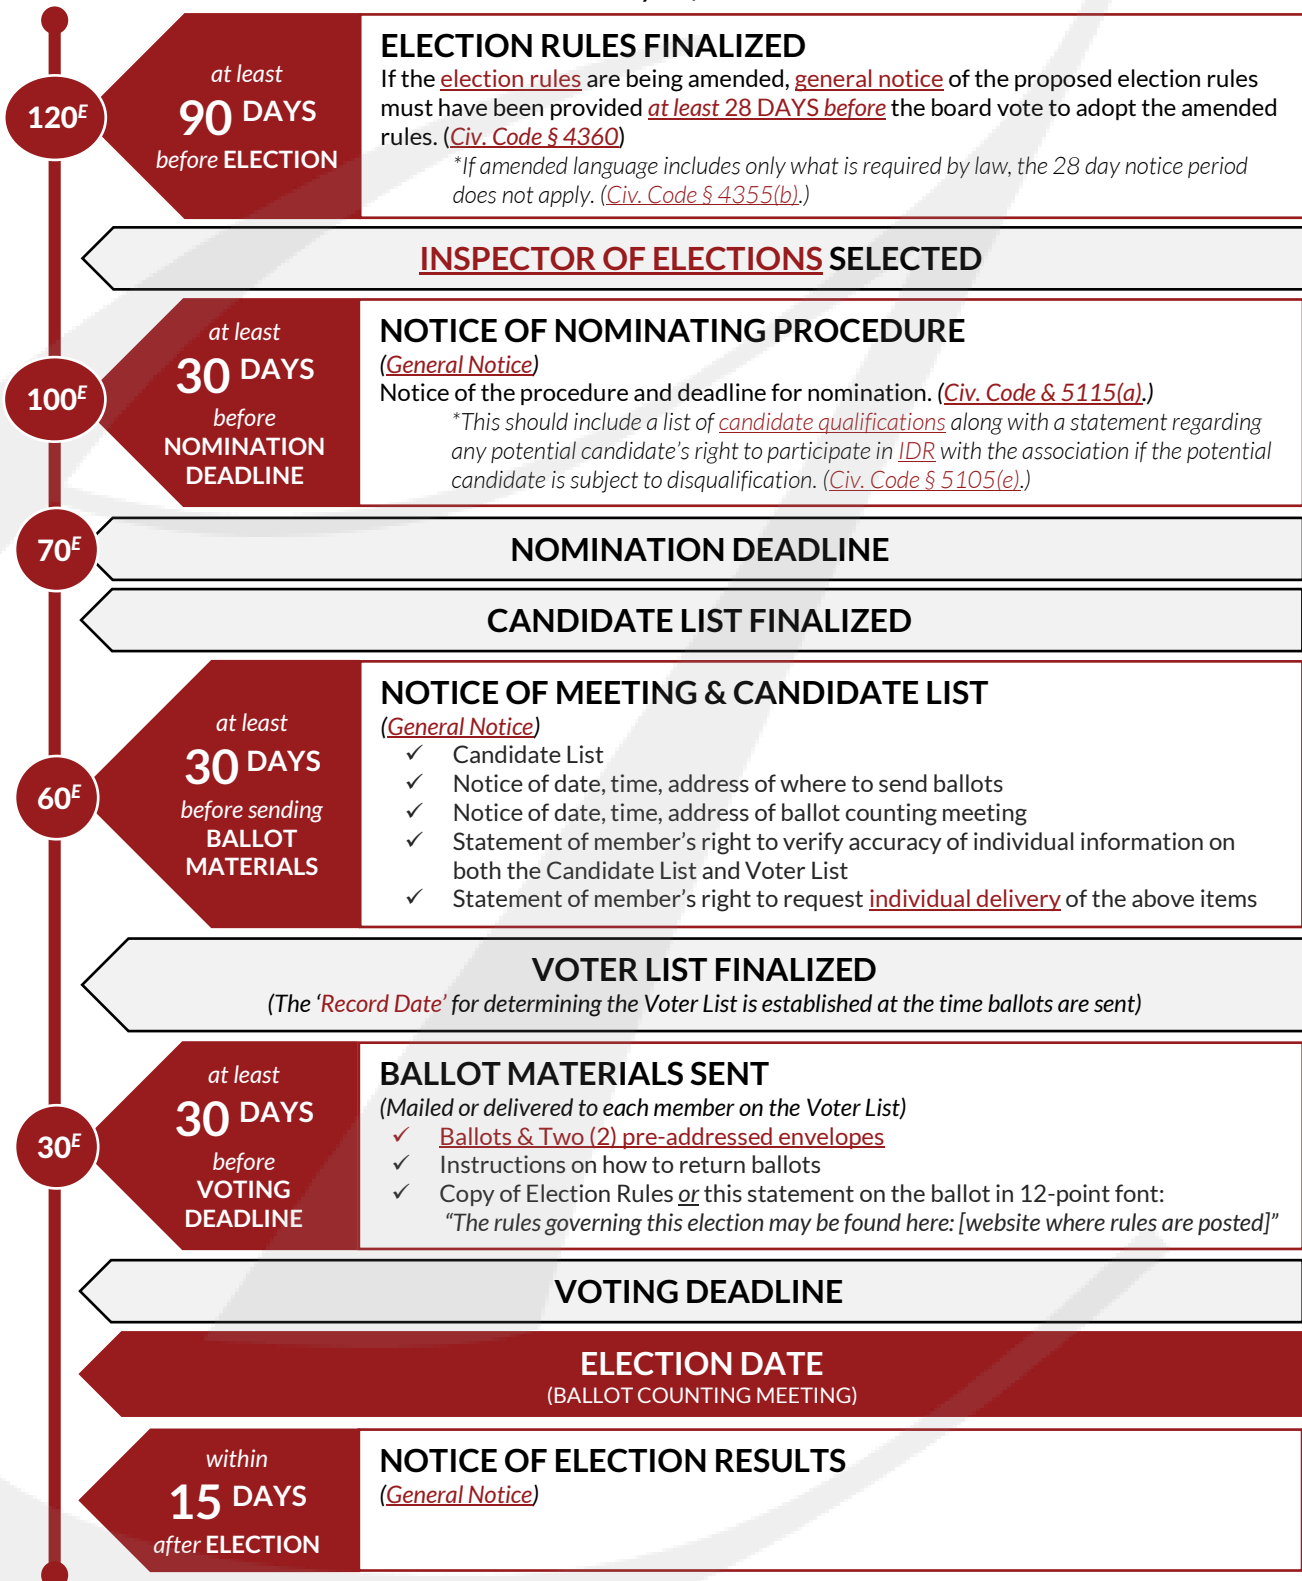 120E
at least
90 DAYS
before ELECTION
ELECTION RULES FINALIZED
If the election rules are being amended, general notice of the proposed election rules
must have been provided at least 28 DAYS before the board vote to adopt the amended
rules. (Civ. Code § 4360)
*If amended language includes only what is required by law, the 28 day notice period
does not apply. (Civ. Code § 4355(b).)
INSPECTOR OF ELECTIONS SELECTED
100E
at least
30 DAYS
before
NOMINATION
DEADLINE
NOTICE OF NOMINATING PROCEDURE
(General Notice)
Notice of the procedure and deadline for nomination. (Civ. Code & 5115(a).)
*This should include a list of candidate qualifications along with a statement regarding
any potential candidate's right to participate in IDR with the association if the potential
candidate is subject to disqualification. (Civ. Code § 5105(e).)
70E
NOMINATION DEADLINE
CANDIDATE LIST FINALIZED
60E
at least
30 DAYS
before sending
BALLOT
MATERIALS
NOTICE OF MEETING & CANDIDATE LIST
(General Notice)
✓ Candidate List
✓ Notice of date, time, address of where to send ballots
✓ Notice of date, time, address of ballot counting meeting
✓ Statement of member's right to verify accuracy of individual information on
both the Candidate List and Voter List
✓ Statement of member's right to request individual delivery of the above items
VOTER LIST FINALIZED
(The 'Record Date' for determining the Voter List is established at the time ballots are sent)
30E
at least
30 DAYS
before
VOTING
DEADLINE
BALLOT MATERIALS SENT
(Mailed or delivered to each member on the Voter List)
✓ Ballots & Two (2) pre-addressed envelopes
✓ Instructions on how to return ballots
✓ Copy of Election Rules or this statement on the ballot in 12-point font:
"The rules governing this election may be found here: [website where rules are posted]"
VOTING DEADLINE
ELECTION DATE
(BALLOT COUNTING MEETING)
within
15 DAYS
after ELECTION
NOTICE OF ELECTION RESULTS
(General Notice)